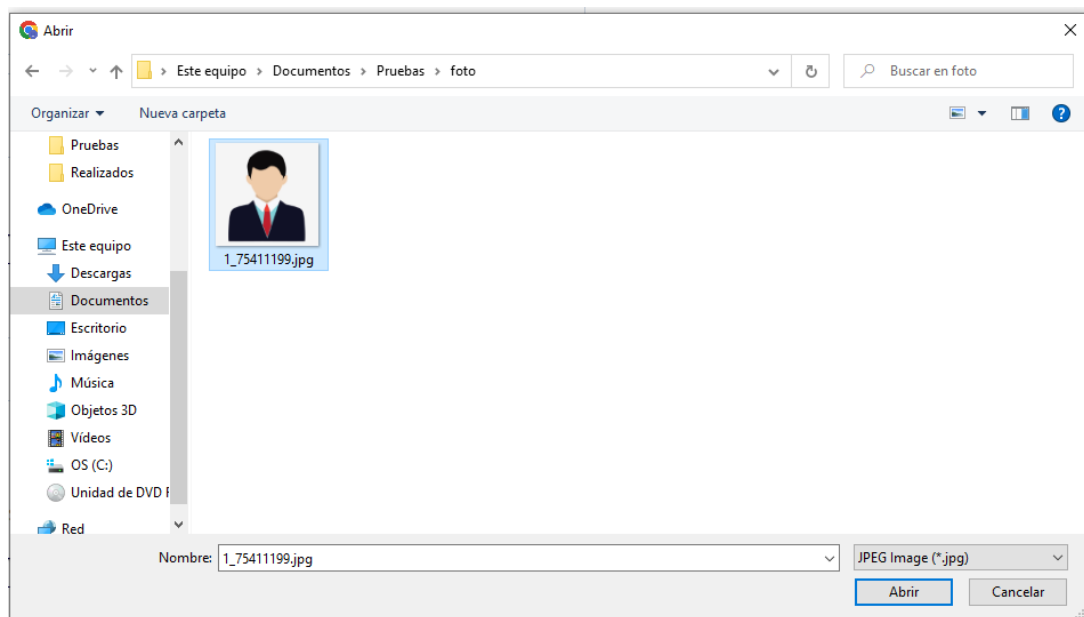 Abrir
Este equipo > Documentos > Pruebas > foto
Buscar en foto
Organizar
Nueva carpeta
Pruebas
Realizados
OneDrive
Este equipo
Descargas
Documentos
Escritorio
Imágenes
Música
Objetos 3D
Vídeos
OS (C:)
Unidad de DVD
Red
1_75411199.jpg
Nombre: 1_75411199.jpg
JPEG Image (*.jpg)
Abrir
Cancelar